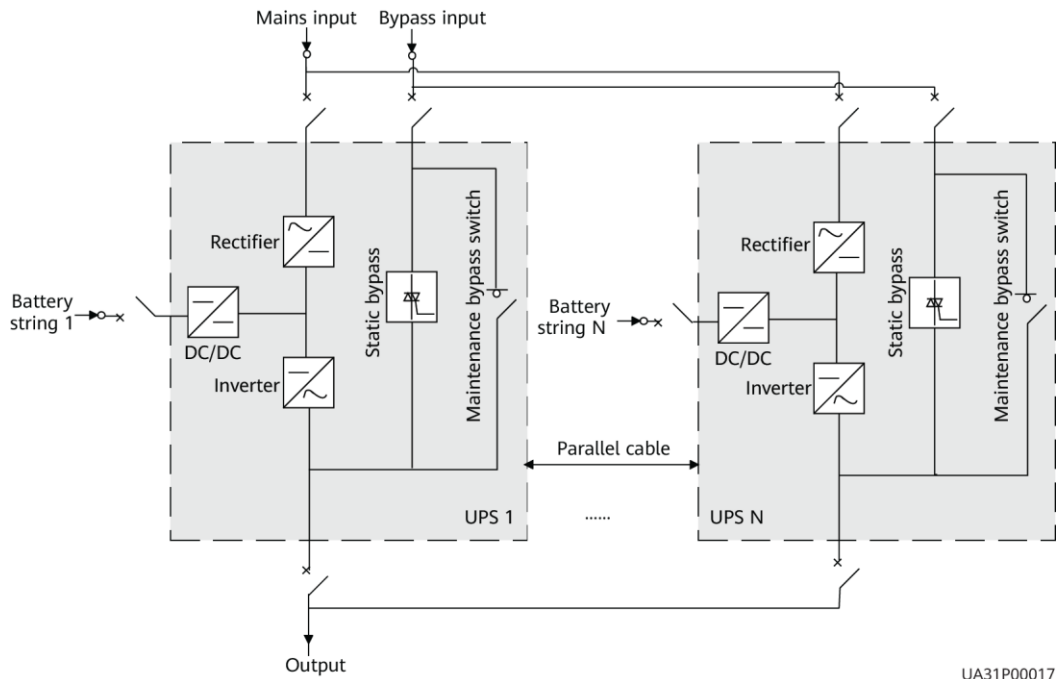 Mains input
Bypass input
Rectifier
Static bypass
Maintenance bypass switch
Battery
string 1
DC/DC
Inverter
UPS 1
Parallel cable
......
Rectifier
Static bypass
Maintenance bypass switch
Battery
string N
DC/DC
Inverter
UPS N
Output
UA31P00017